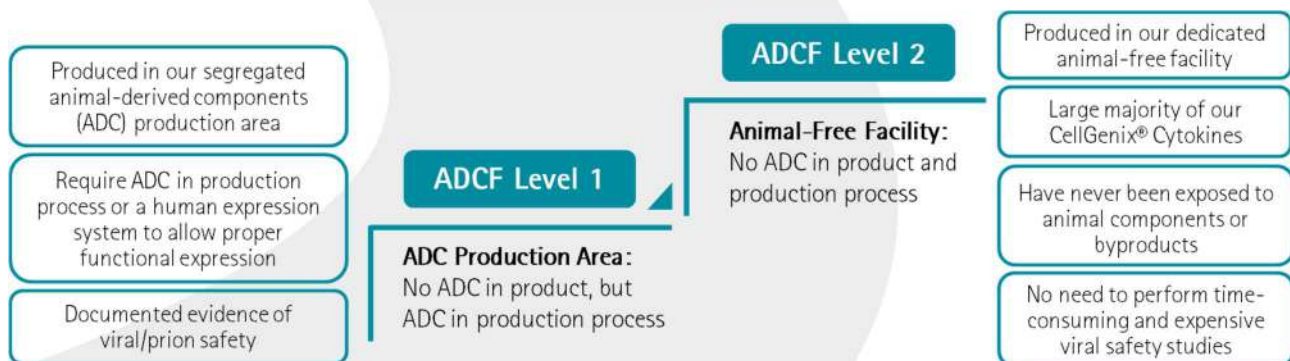 Produced in our segregated
animal-derived components
(ADC) production area
Require ADC in production
process or a human expression
system to allow proper
functional expression
Documented evidence of
viral/prion safety
ADCF Level 1
ADC Production Area:
No ADC in product, but
ADC in production process
ADCF Level 2
Animal-Free Facility:
No ADC in product and
production process
Produced in our dedicated
animal-free facility
Large majority of our
CellGenix® Cytokines
Have never been exposed to
animal components or
byproducts
No need to perform time-
consuming and expensive
viral safety studies